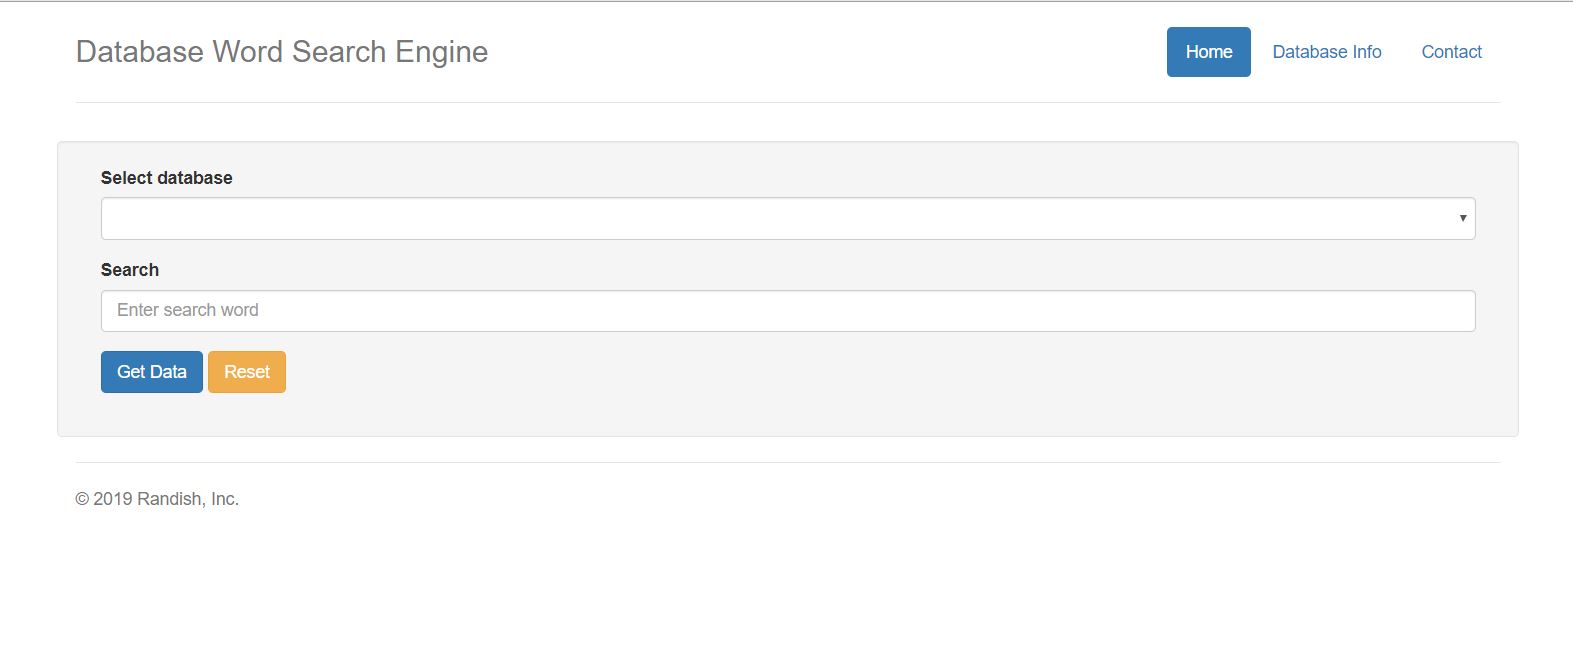 Database Word Search Engine
Home Database Info Contact
Select database
Search
Enter search word
Get Data Reset
© 2019 Randish, Inc.